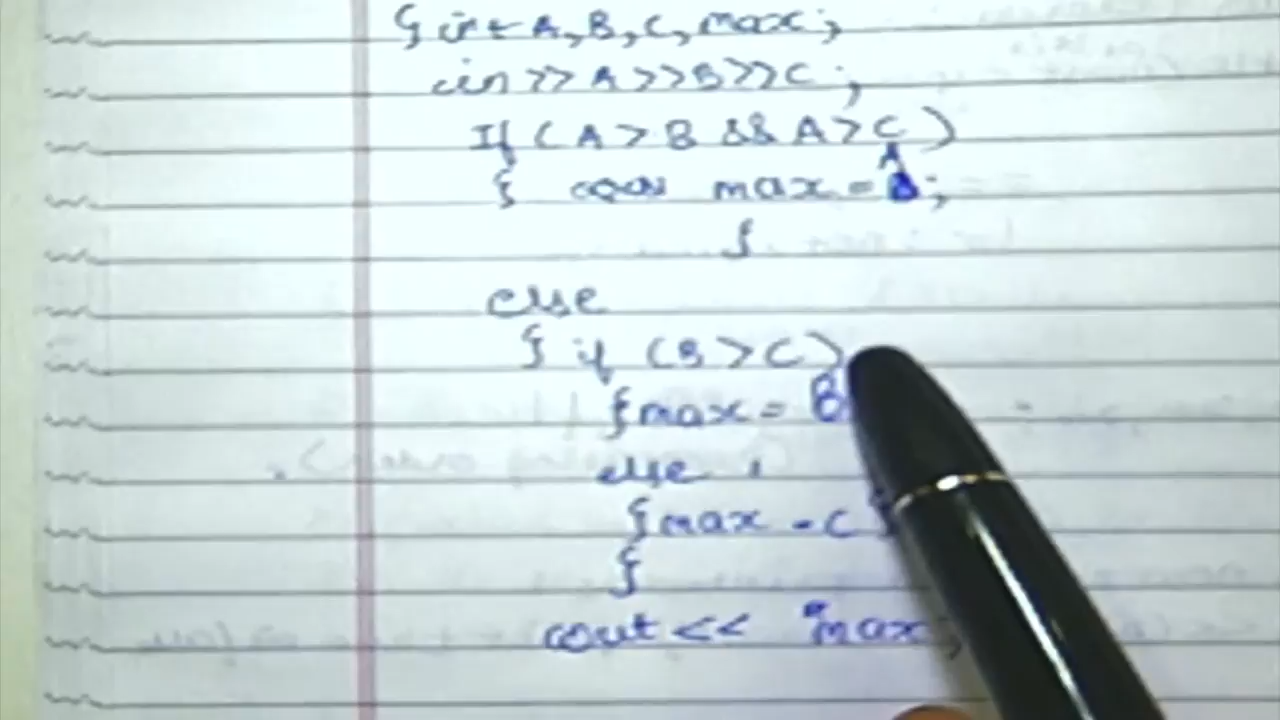 { int A, B, C, max;
cin >> A >> B >> C ;
If ( A > B && A > C )
{ max = A;
}
else
{ if (B > C)
{ max = B
else
{ max = C }
}
cout << max;